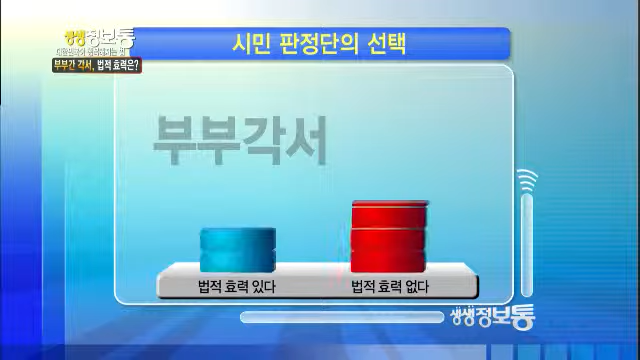 생생정보통
시민 판정단의 선택
부부간 각서, 법적 효력은?
부부각서
법적 효력 있다
법적 효력 없다
생생정보통